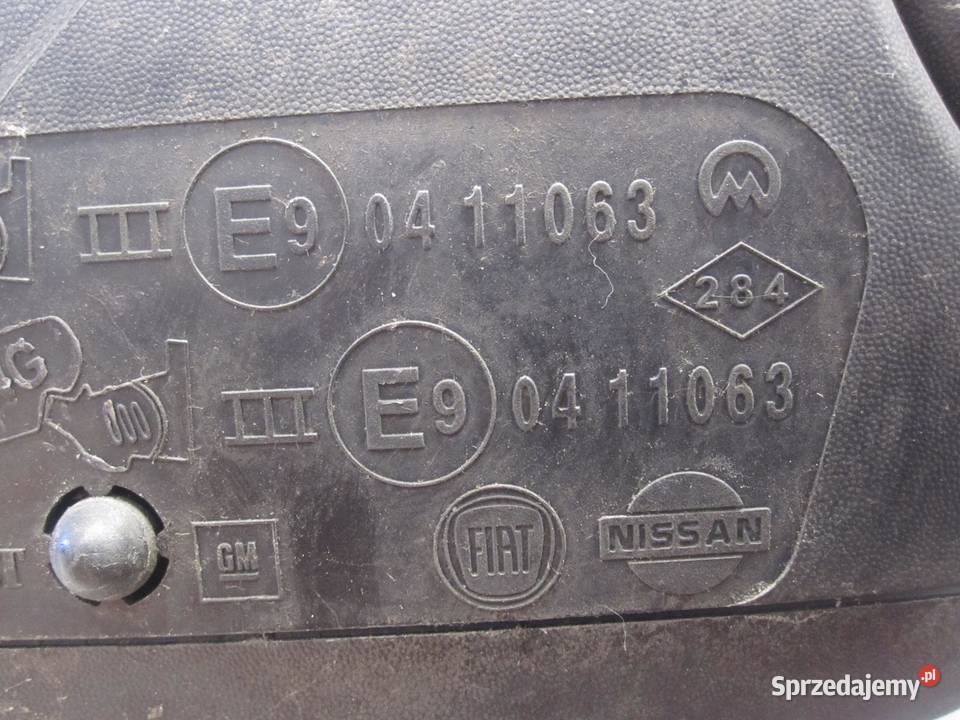 III E9 04 11063
284
G
III E9 04 11063
GM FIAT NISSAN
Sprzedajemy.pl